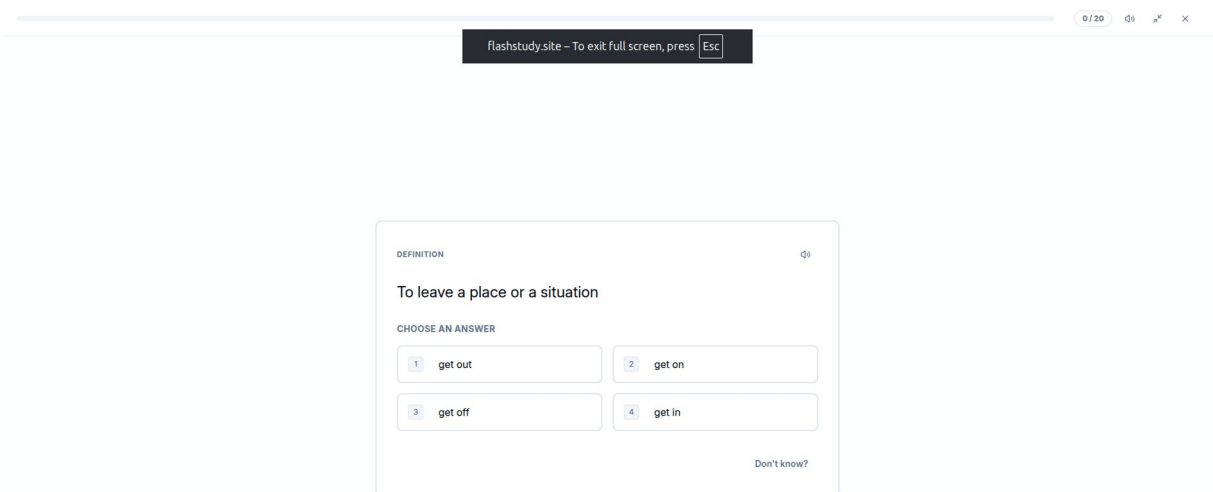 0 / 20
flashstudy.site – To exit full screen, press Esc
DEFINITION
To leave a place or a situation
CHOOSE AN ANSWER
1 get out
2 get on
3 get off
4 get in
Don't know?